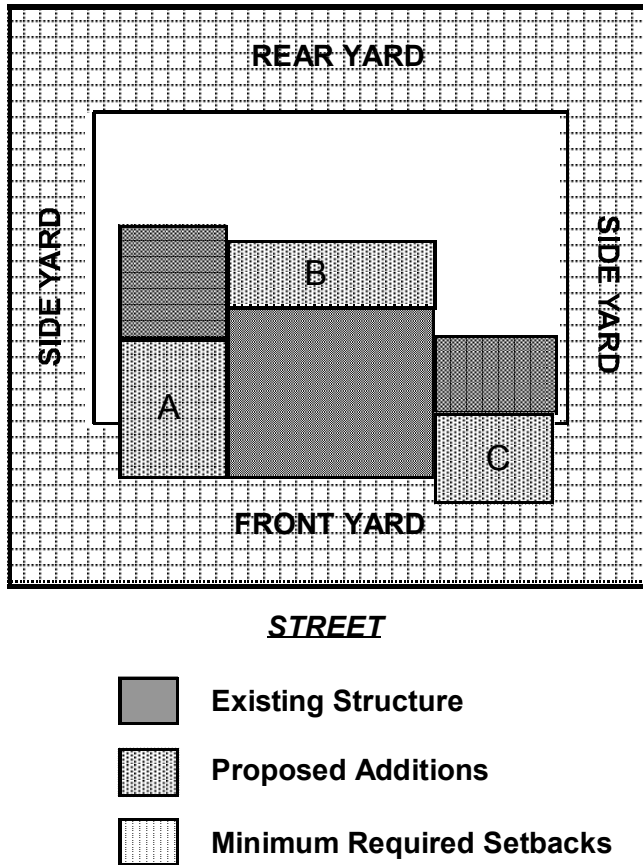 REAR YARD
SIDE YARD
SIDE YARD
B
A
C
FRONT YARD
STREET
Existing Structure
Proposed Additions
Minimum Required Setbacks